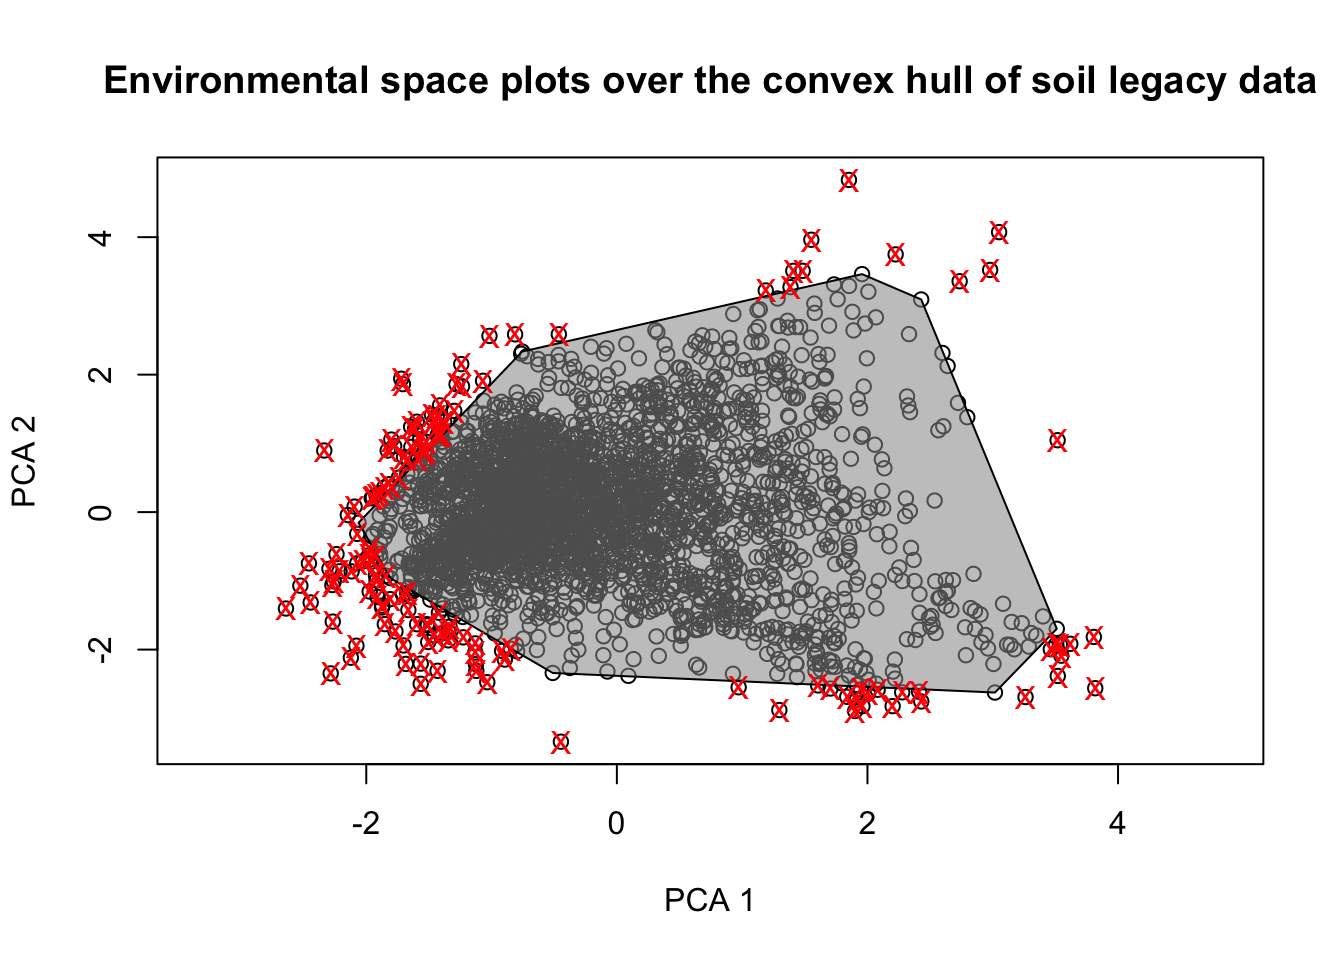 Environmental space plots over the convex hull of soil legacy data
4
2
0
-2
PCA 2
-2 0 2 4
PCA 1